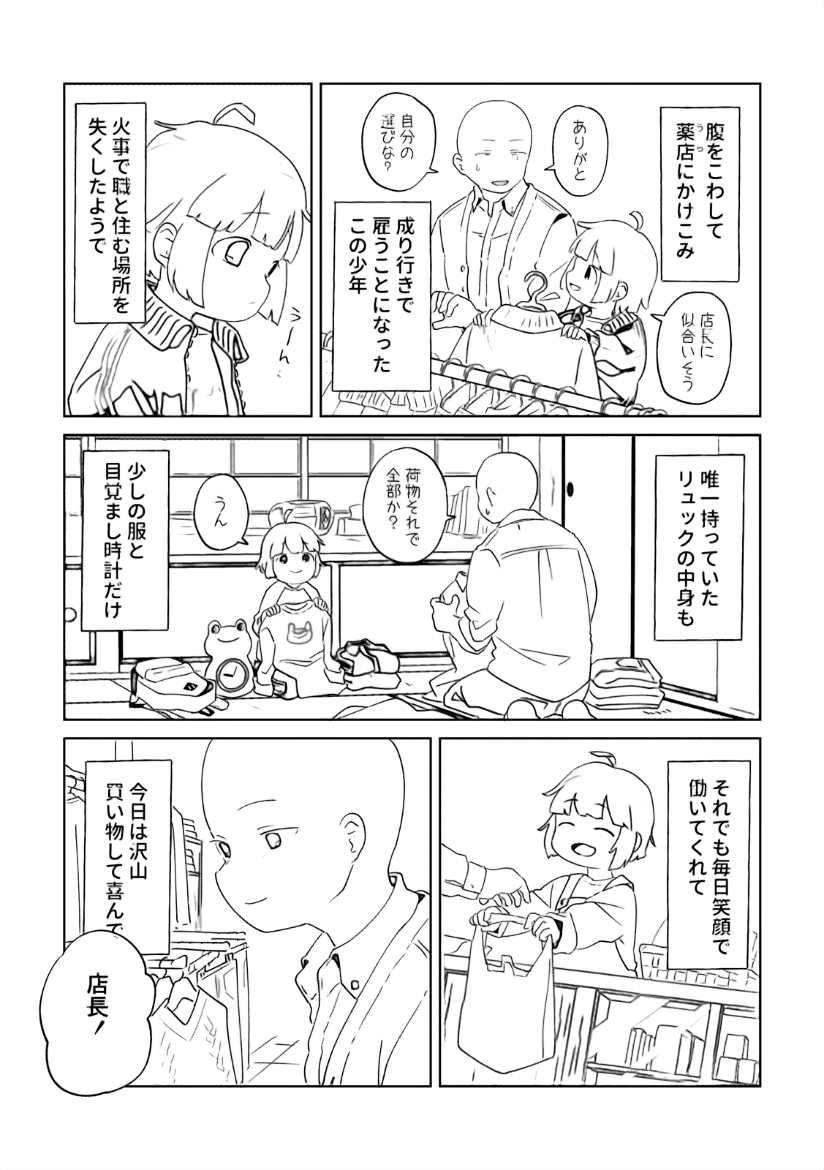 腹をこわして
薬店にかけこみ
うち
ありがと
自分の
選びな?
成り行きで
雇うことになった
この少年
店長に
似合いそう
火事で職と住む場所を
失くしたようで
うーん
唯一持っていた
リュックの中身も
荷物それで
全部か?
うん
少しの服と
目覚まし時計だけ
それでも毎日笑顔で
働いてくれて
今日は沢山
買い物して喜んで
店長!